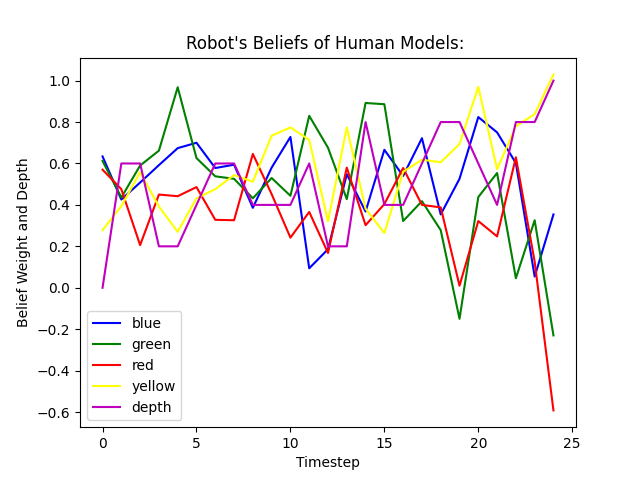 Robot's Beliefs of Human Models:
Belief Weight and Depth
1.0
0.8
0.6
0.4
0.2
0.0
−0.2
−0.4
−0.6
blue
green
red
yellow
depth
0 5 10 15 20 25
Timestep